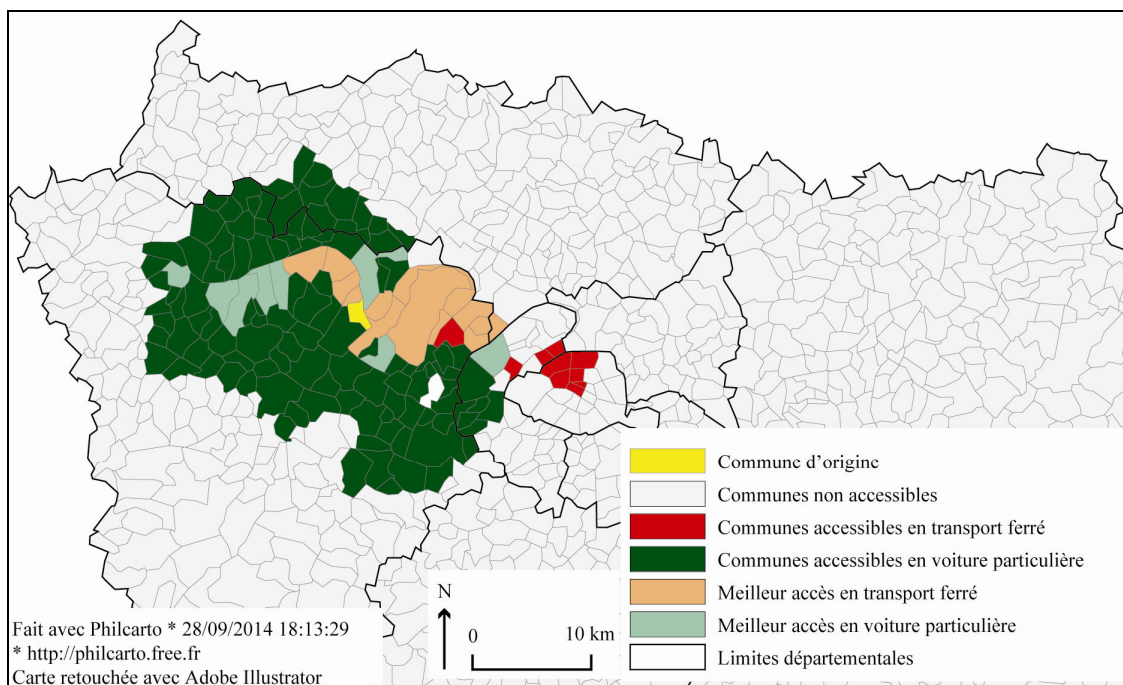 Commune d'origine
Communes non accessibles
Communes accessibles en transport ferré
Communes accessibles en voiture particulière
Meilleur accès en transport ferré
Meilleur accès en voiture particulière
Limites départementales
N
0 10 km
Fait avec Philcarto * 28/09/2014 18:13:29
* http://philcarto.free.fr
Carte retouchée avec Adobe Illustrator